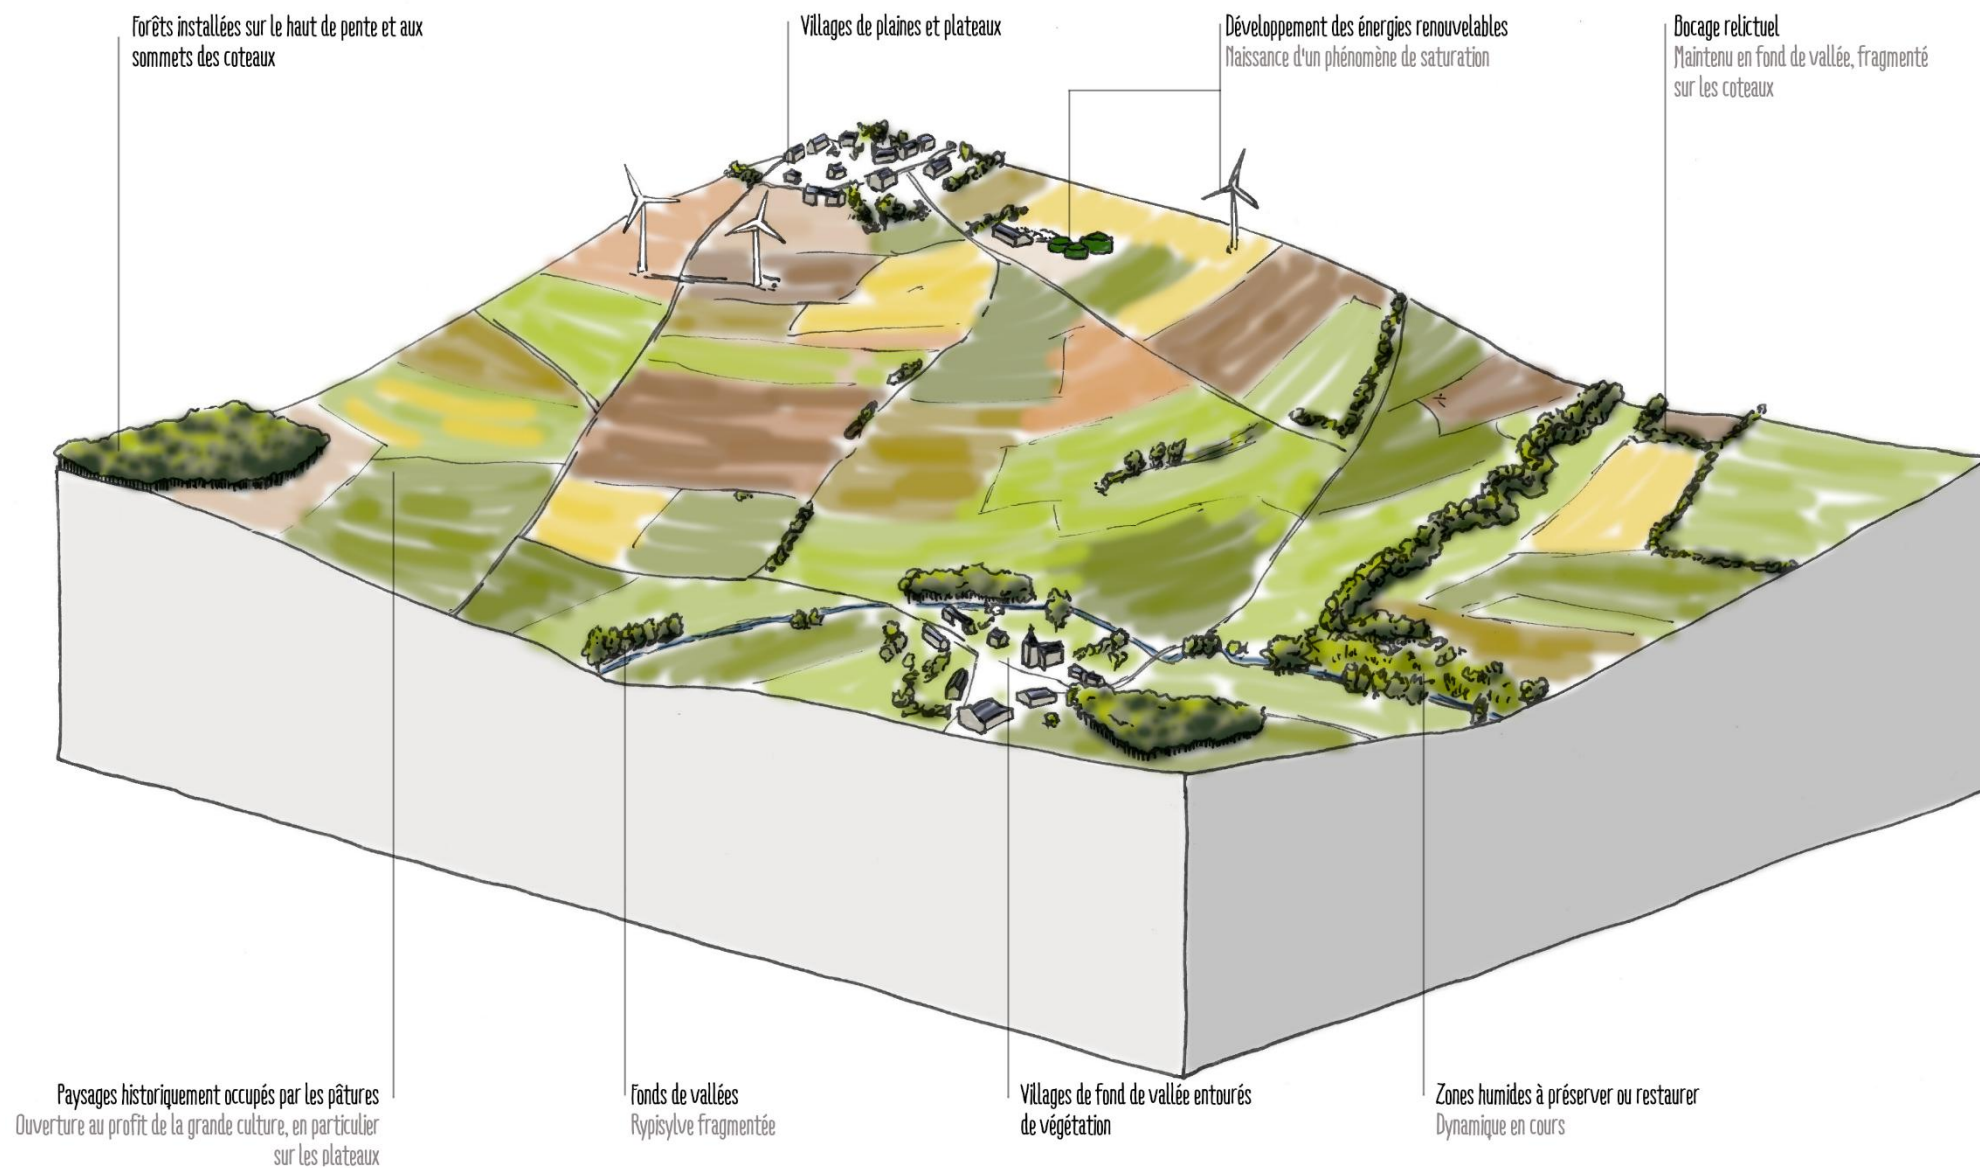 Forêts installées sur le haut de pente et aux
sommets des coteaux
Villages de plaines et plateaux
Développement des énergies renouvelables
Naissance d'un phénomène de saturation
Bocage relictuel
Maintenu en fond de vallée, fragmenté
sur les coteaux
Paysages historiquement occupés par les pâtures
Ouverture au profit de la grande culture, en particulier
sur les plateaux
Fonds de vallées
Rypisylve fragmentée
Villages de fond de vallée entourés
de végétation
Zones humides à préserver ou restaurer
Dynamique en cours